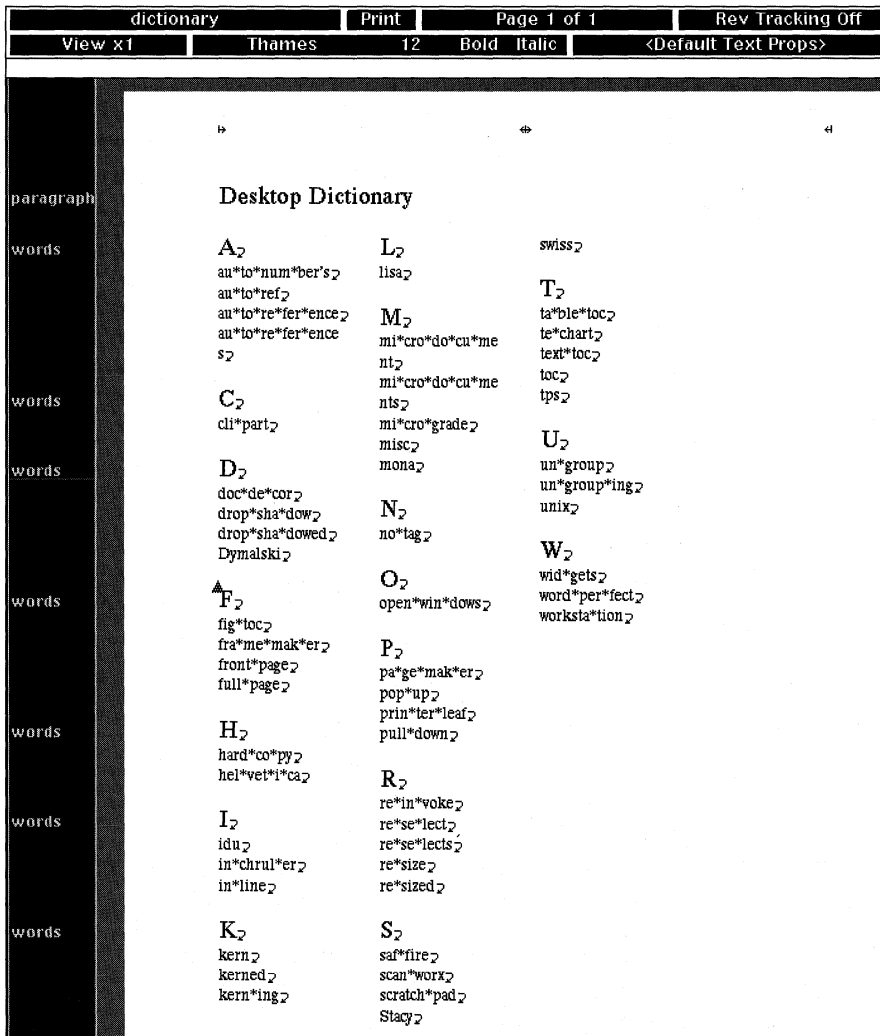 dictionary Print Page 1 of 1 Rev Tracking Off
View x1 Thames 12 Bold Italic <Default Text Props>
paragraph
Desktop Dictionary
words
A
au*to*num*ber's
au*to*ref
au*to*re*fer*ence
au*to*re*fer*ence
s
words
C
cli*part
words
D
doc*de*cor
drop*sha*dow
drop*sha*dowed
Dymalski
words
F
fig*toc
fra*me*mak*er
front*page
full*page
words
H
hard*co*py
hel*vet*i*ca
words
I
idu
in*chrul*er
in*line
words
K
kern
kerned
kern*ing
L
lisa
M
mi*cro*do*cu*me
nt
mi*cro*do*cu*me
nts
mi*cro*grade
misc
mona
N
no*tag
O
open*win*dows
P
pa*ge*mak*er
pop*up
prin*ter*leaf
pull*down
R
re*in*voke
re*se*lect
re*se*lects
re*size
re*sized
S
saf*fire
scan*worx
scratch*pad
Stacy
swiss
T
ta*ble*toc
te*chart
text*toc
toc
tps
U
un*group
un*group*ing
unix
W
wid*gets
word*per*fect
worksta*tion